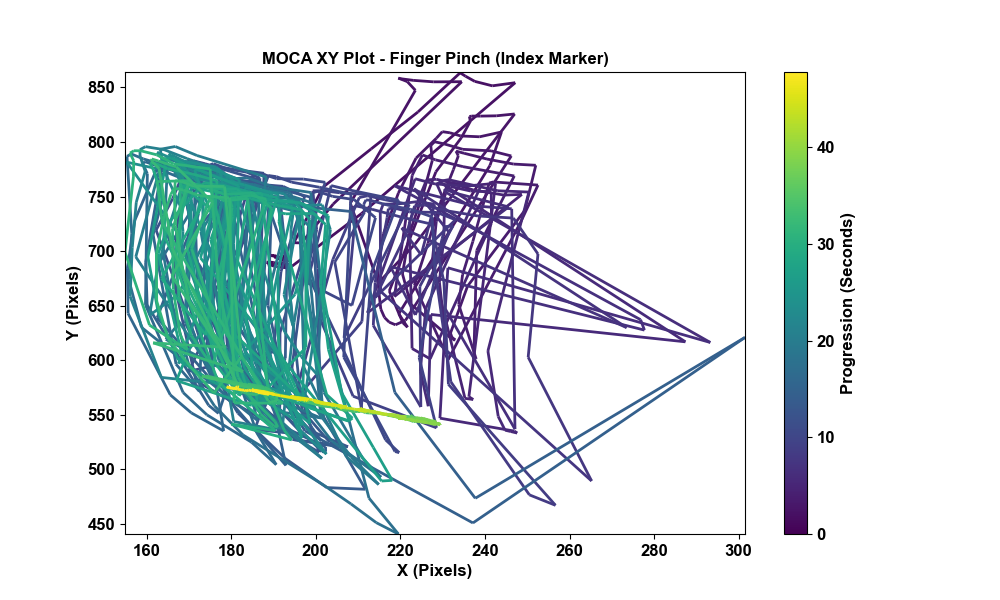 MOCA XY Plot - Finger Pinch (Index Marker)
850
800
750
700
650
600
550
500
450
Y (Pixels)
160 180 200 220 240 260 280 300
X (Pixels)
40
30
20
10
0
Progression (Seconds)